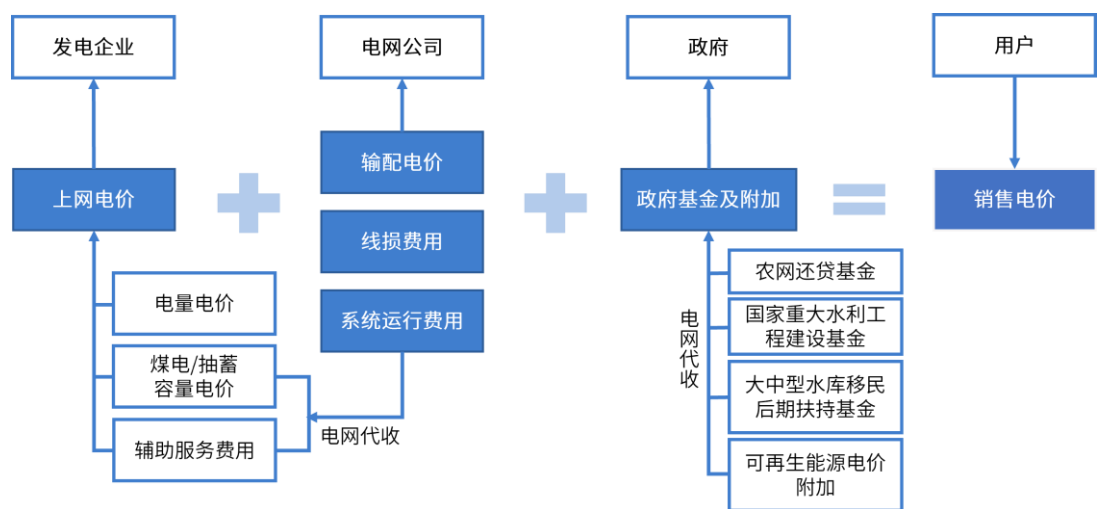 发电企业
电网公司
政府
用户
上网电价
输配电价
线损费用
系统运行费用
政府基金及附加
销售电价
电量电价
煤电/抽蓄
容量电价
辅助服务费用
电网代收
电网代收
农网还贷基金
国家重大水利工
程建设基金
大中型水库移民
后期扶持基金
可再生能源电价
附加